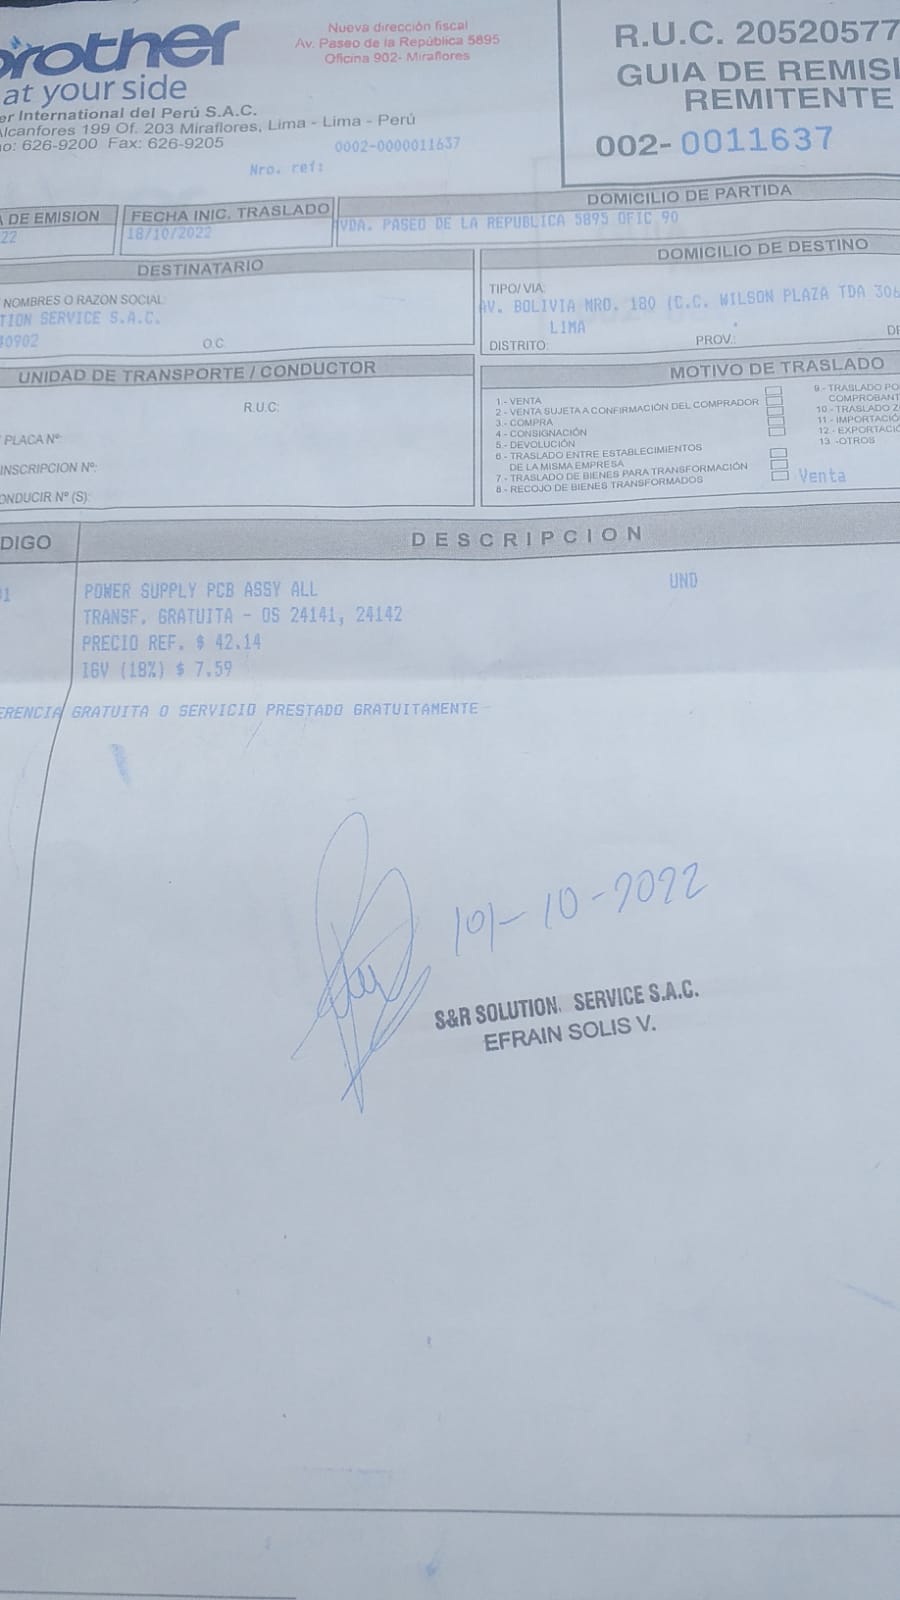 brother
at your side
er International del Perú S.A.C.
Alcanfores 199 Of. 203 Miraflores, Lima - Lima - Perú
no: 626-9200 Fax: 626-9205
Nueva dirección fiscal
Av. Paseo de la República 5895
Oficina 902- Miraflores
0002-0000011637
Nro. ref:
R.U.C. 20520577
GUIA DE REMISI
REMITENTE
002- 0011637
A DE EMISION
22
FECHA INIC. TRASLADO
18/10/2022
DOMICILIO DE PARTIDA
VDA. PASEO DE LA REPUBLICA 5895 OFIC 90
DESTINATARIO
NOMBRES O RAZON SOCIAL:
TION SERVICE S.A.C.
40902
O.C.
DOMICILIO DE DESTINO
TIPO/ VIA:
AV. BOLIVIA NRO. 180 (C.C. WILSON PLAZA TDA 306
LIMA
DISTRITO:
PROV.:
UNIDAD DE TRANSPORTE / CONDUCTOR
R.U.C:
PLACA Nº:
INSCRIPCION Nº:
ONDUCIR Nº (S):
MOTIVO DE TRASLADO
1.- VENTA
2.- VENTA SUJETA A CONFIRMACIÓN DEL COMPRADOR
3.- COMPRA
4.- CONSIGNACIÓN
5.- DEVOLUCIÓN
6.- TRASLADO ENTRE ESTABLECIMIENTOS
DE LA MISMA EMPRESA
7.- TRASLADO DE BIENES PARA TRANSFORMACIÓN
8.- RECOJO DE BIENES TRANSFORMADOS
9.- TRASLADO PO
COMPROBANT
10.- TRASLADO Z
11.- IMPORTACIÓ
12.- EXPORTACIÓ
13 -OTROS
Venta
DIGO
DESCRIPCION
01
POWER SUPPLY PCB ASSY ALL
UND
TRANSF. GRATUITA - OS 24141, 24142
PRECIO REF. $ 42.14
IGV (18%) $ 7.59
ERENCIA GRATUITA O SERVICIO PRESTADO GRATUITAMENTE
-10-2022
S&R SOLUTION. SERVICE S.A.C.
EFRAIN SOLIS V.